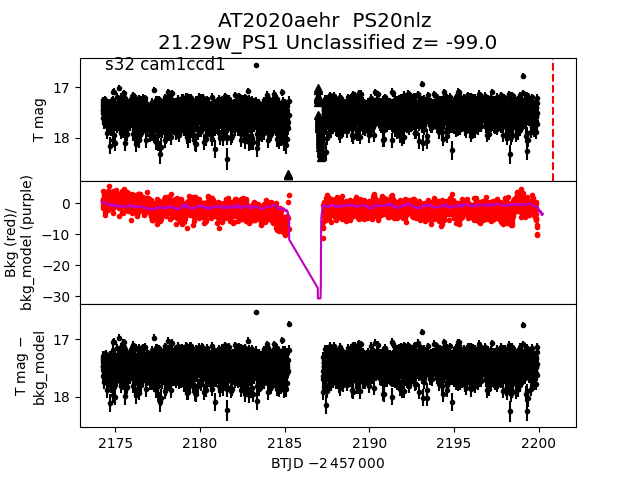 AT2020aehr PS20nlz
21.29w_PS1 Unclassified z= -99.0
s32 cam1ccd1
17
18
T mag
0
−10
−20
−30
Bkg (red)/
bkg_model (purple)
17
18
T mag −
bkg_model
2175 2180 2185 2190 2195 2200
BTJD −2 457 000